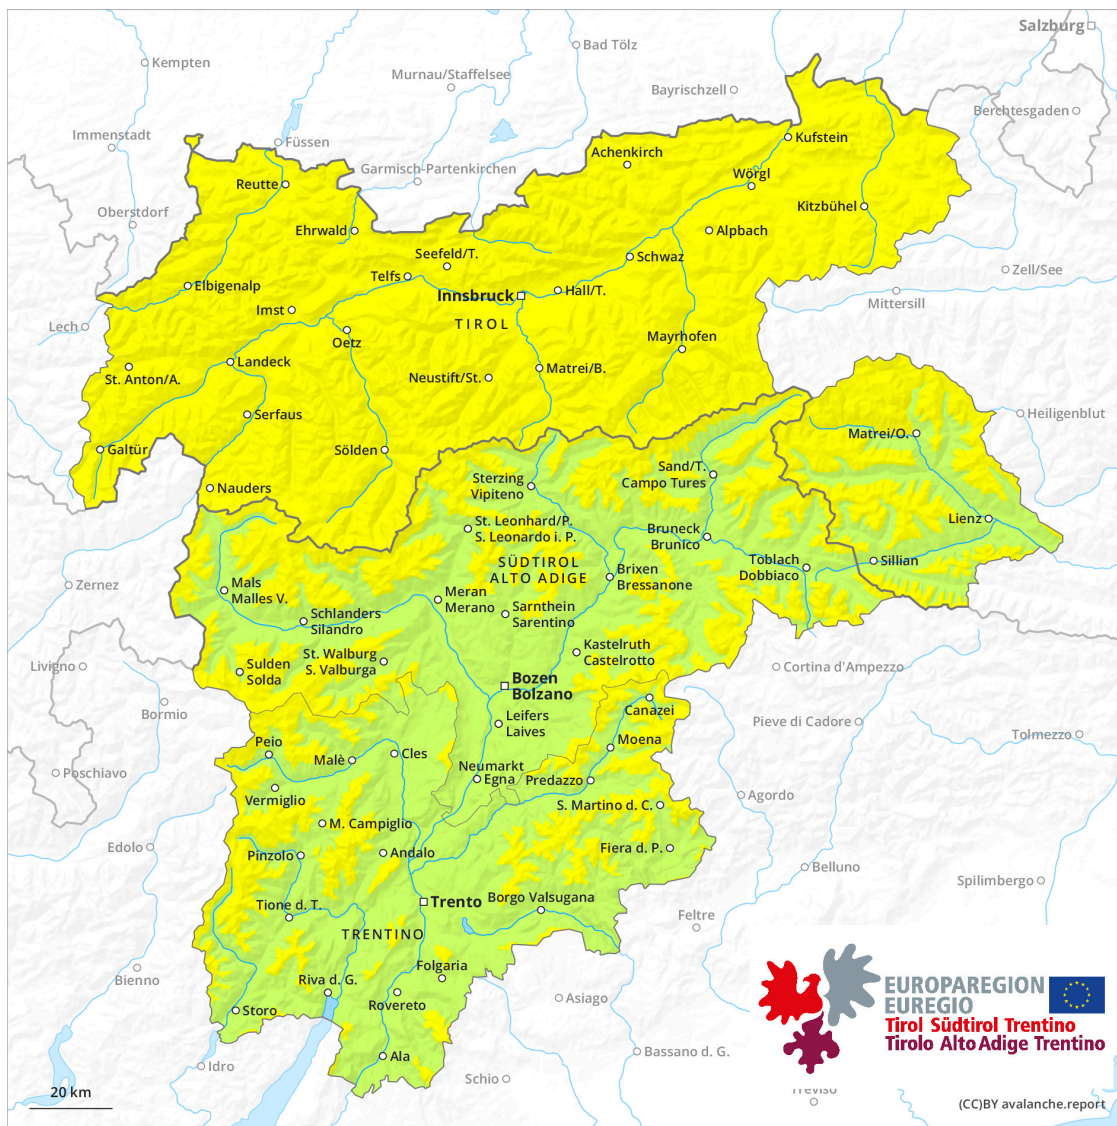 Salzburg
Bad Tölz
Kempten
Murnau/Staffelsee
Bayrischzell
Berchtesgaden
Immenstadt
Füssen
Kufstein
Achenkirch
Garmisch-Partenkirchen
Wörgl
Reutte
Oberstdorf
Kitzbühel
Ehrwald
Alpbach
Seefeld/T.
Schwaz
Zell/See
Telfs
Elbigenalp
Hall/T.
Innsbruck
Mittersill
Imst
TIROL
Lech
Oetz
Mayrhofen
Landeck
Matrei/B.
St. Anton/A.
Neustift/St.
Serfaus
Heiligenblut
Matrei/O.
Galtür
Sölden
Sand/T.
Campo Tures
Sterzing
Vipiteno
Nauders
Lienz
St. Leonhard/P.
S. Leonardo i. P.
Bruneck
Brunico
SÜDTIROL
ALTO ADIGE
Toblach
Dobbiaco
Sillian
Brixen
Bressanone
Zernez
Mals
Malles V.
Meran
Merano
Schlanders
Silandro
Sarnthein
Sarentino
Kastelruth
Castelrotto
St. Walburg
S. Valburga
Livigno
Sulden
Solda
Cortina d'Ampezzo
Bozen
Bolzano
Bormio
Canazei
Leifers
Laives
Pieve di Cadore
Tolmezzo
Peio
Moena
Cles
Malè
Neumarkt
Egna
Predazzo
Poschiavo
Vermiglio
Agordo
S. Martino d. C.
M. Campiglio
Edolo
Pinzolo
Andalo
Fiera d. P.
Belluno
Spilimbergo
Tione d. T.
Trento
Borgo Valsugana
Feltre
TRENTINO
Bienno
Folgaria
Riva d. G.
Storo
Rovereto
Asiago
EUROPAREGION
EUREGIO
Tirol Südtirol Trentino
Tirolo Alto Adige Trentino
Idro
Ala
Bassano d. G.
Schio
Treviso
20 km
(CC)BY avalanche.report